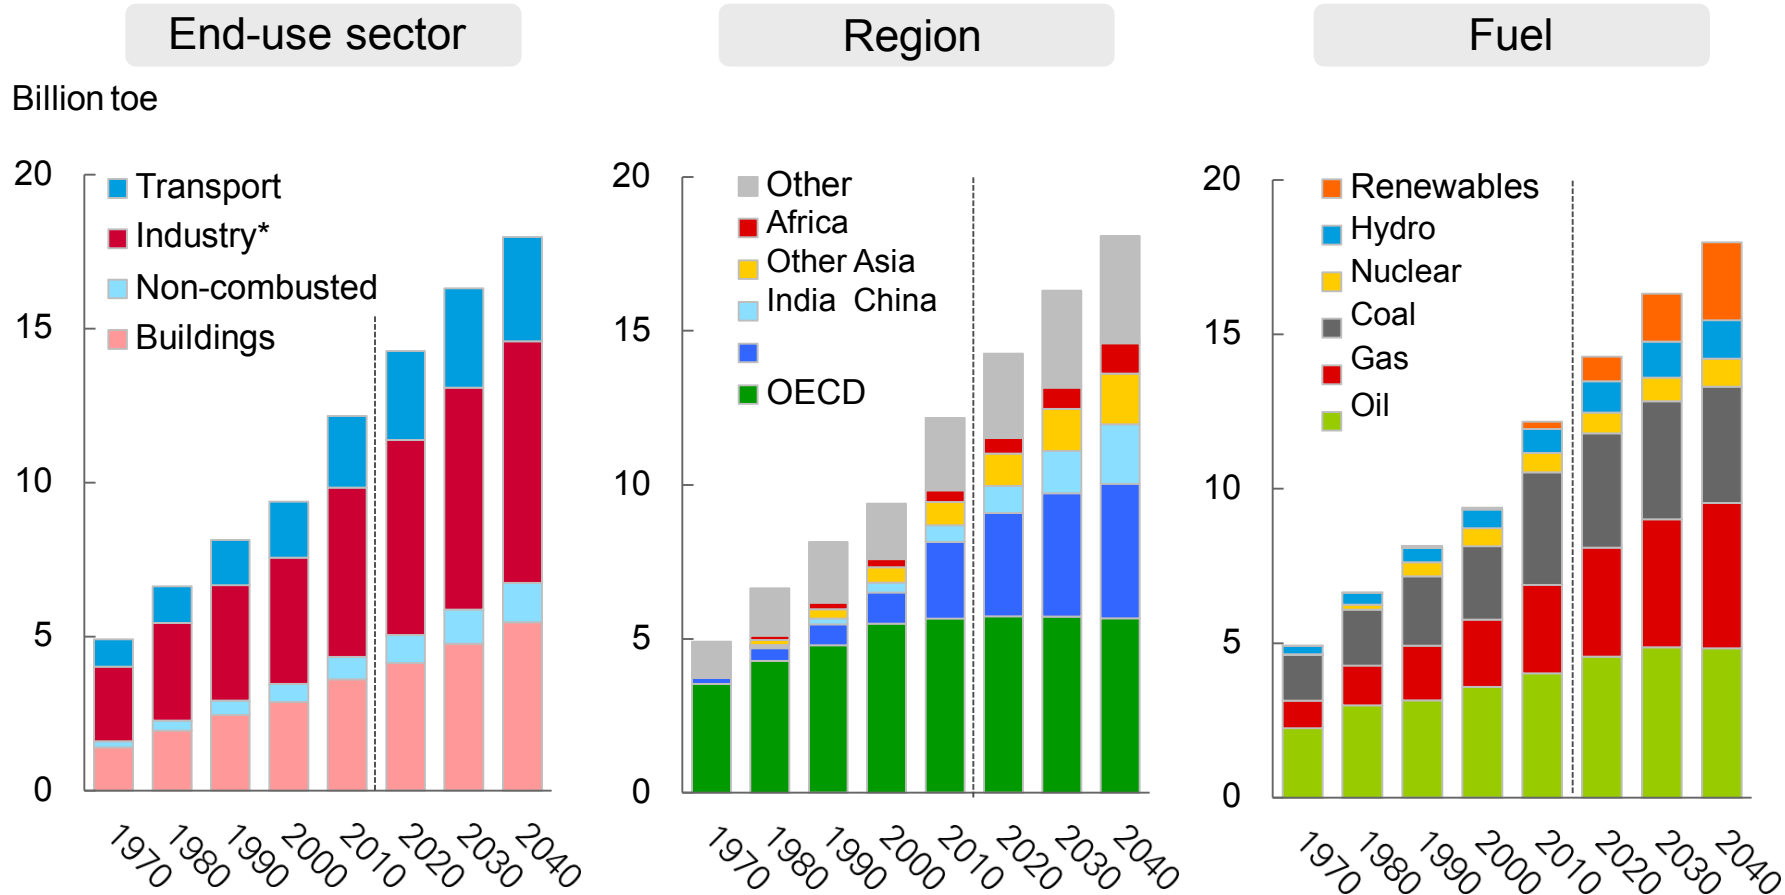 End-use sector
Region
Fuel
Billion toe
20
15
10
5
0
Transport
Industry*
Non-combusted
Buildings
1970
1980
1990
2000
2010
2020
2030
2040
20
15
10
5
0
Other
Africa
Other Asia
India China
OECD
1970
1980
1990
2000
2010
2020
2030
2040
20
15
10
5
0
Renewables
Hydro
Nuclear
Coal
Gas
Oil
1970
1980
1990
2000
2010
2020
2030
2040